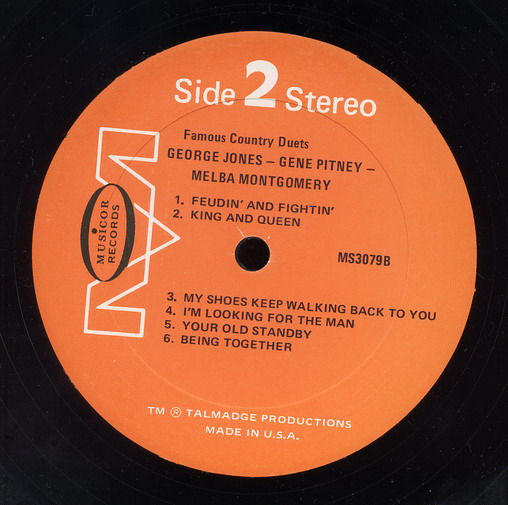 Side 2 Stereo
Famous Country Duets
GEORGE JONES – GENE PITNEY –
MELBA MONTGOMERY
1. FEUDIN' AND FIGHTIN'
2. KING AND QUEEN
MUSICOR
RECORDS
MS3079B
3. MY SHOES KEEP WALKING BACK TO YOU
4. I'M LOOKING FOR THE MAN
5. YOUR OLD STANDBY
6. BEING TOGETHER
TM ® TALMADGE PRODUCTIONS
MADE IN U.S.A.